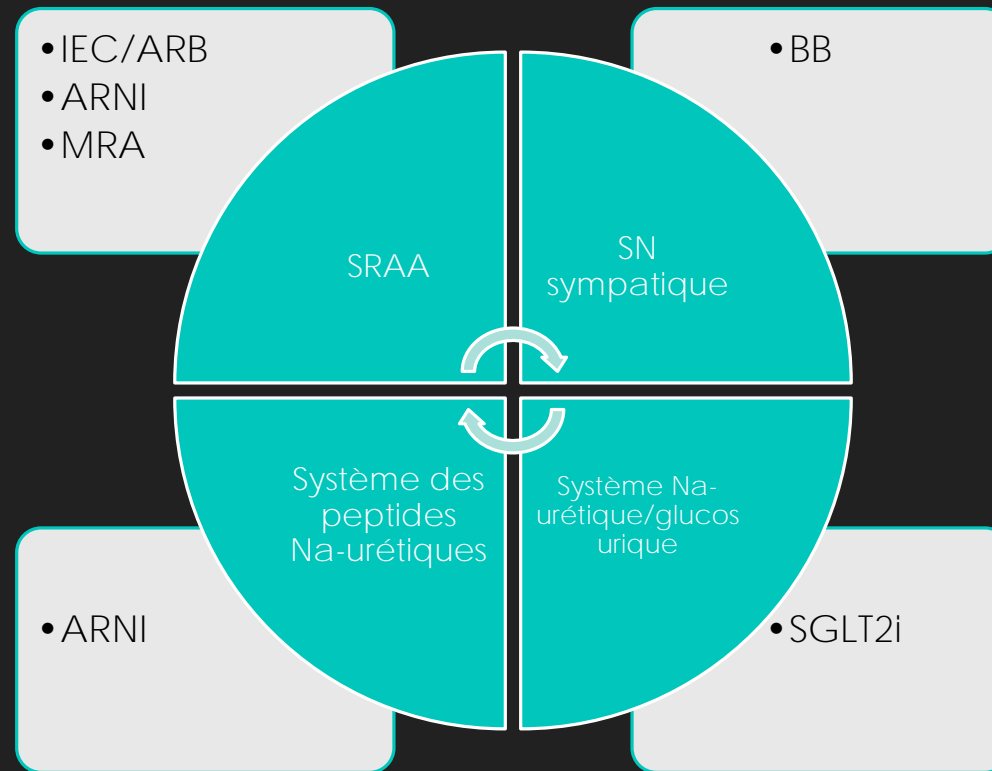 •IEC/ARB
•ARNI
•MRA
•BB
SRAA
SN
sympatique
Système des
peptides
Na-urétiques
Système Na-
urétique/glucos
urique
•ARNI
•SGLT2i